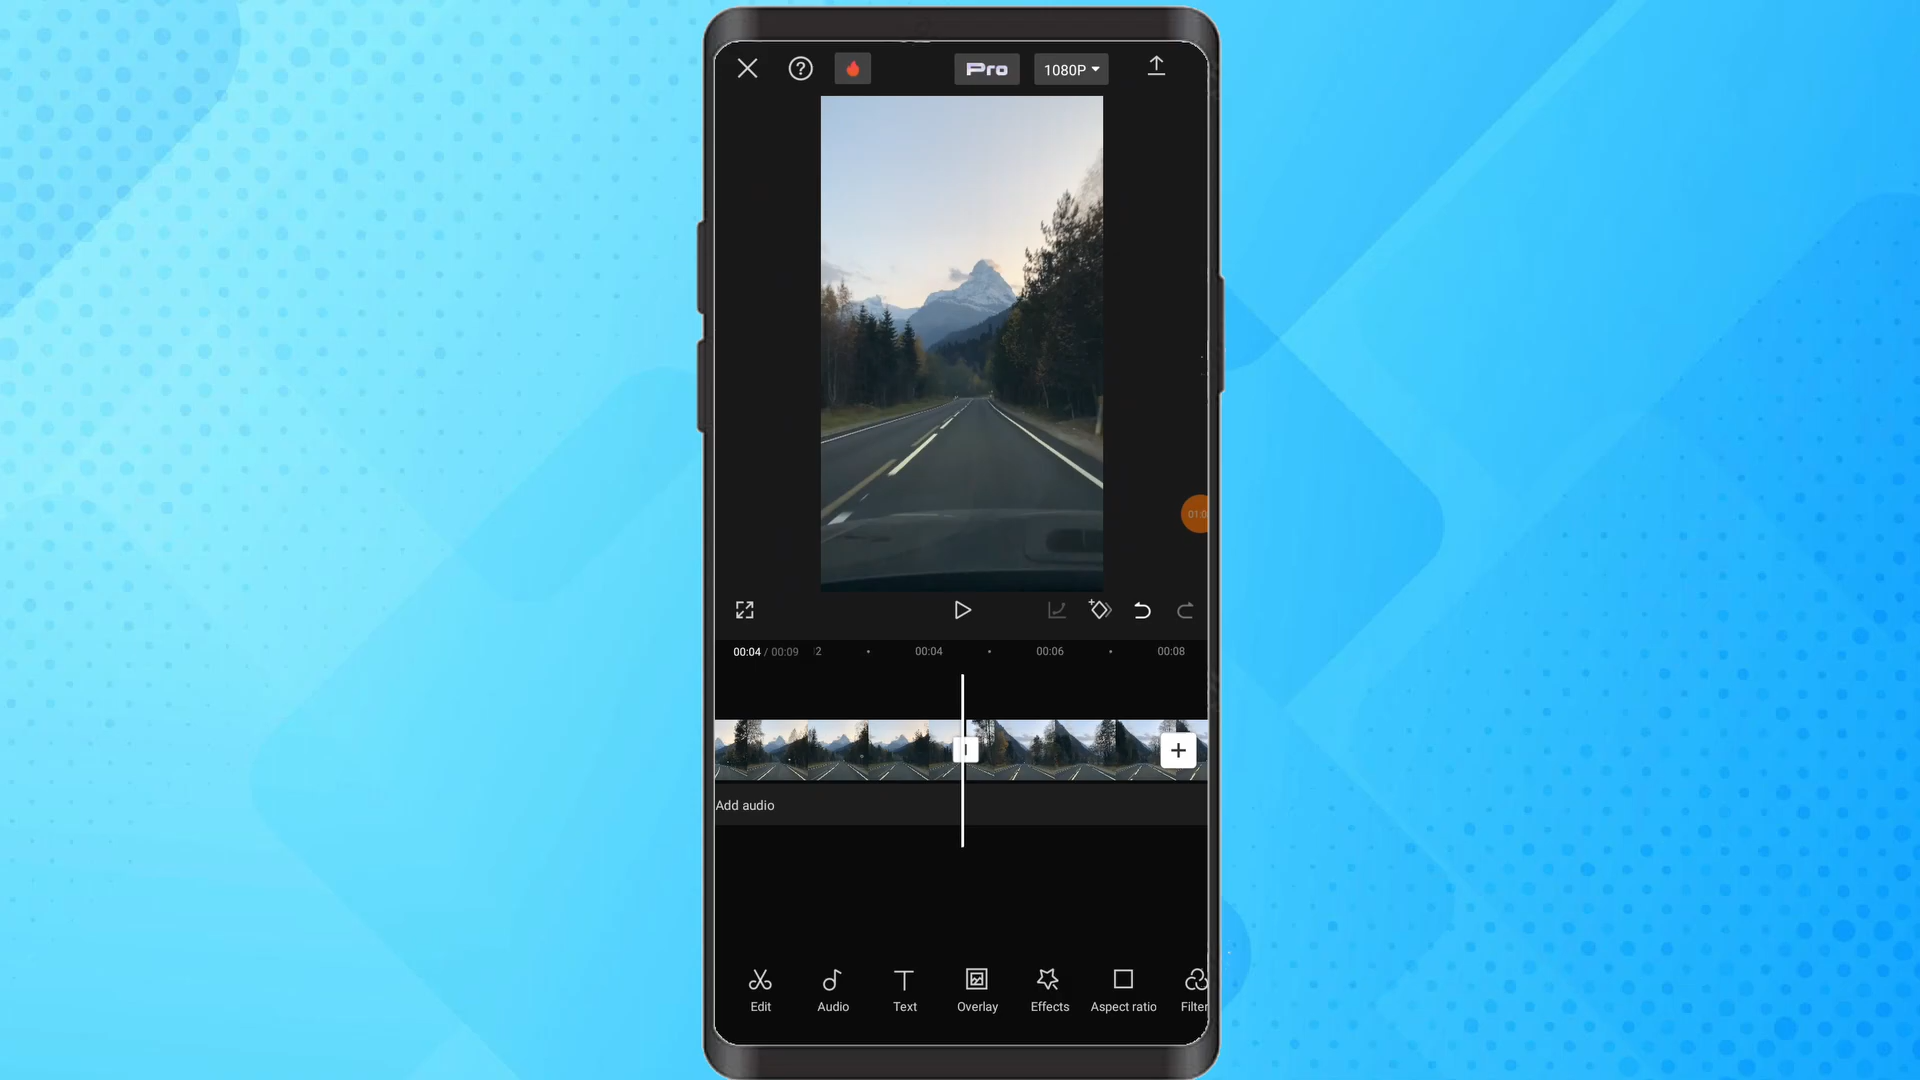 Pro
1080P
00:04 / 00:09
00:04
00:06
00:08
Add audio
Edit
Audio
Text
Overlay
Effects
Aspect ratio
Filter